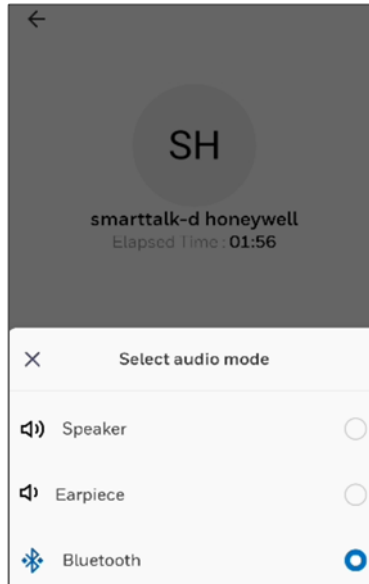 SH
smarttalk-d honeywell
Elapsed Time : 01:56
Select audio mode
Speaker
Earpiece
Bluetooth